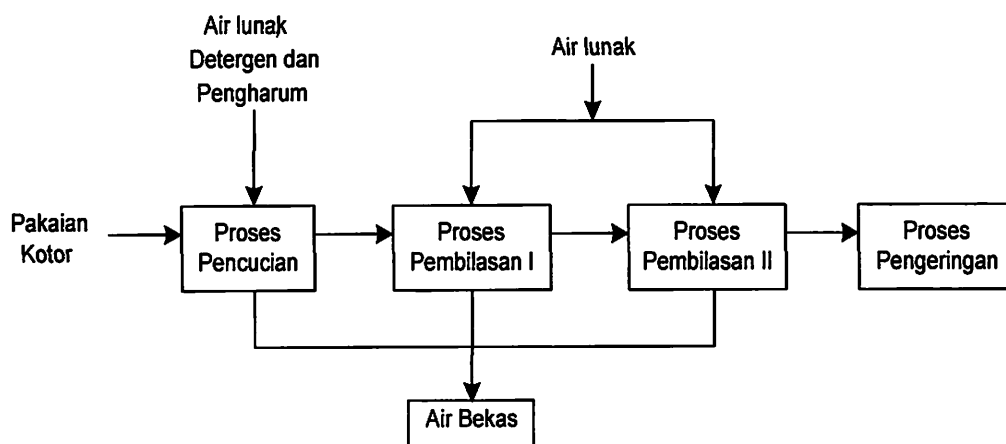 Air lunak
Detergen dan
Pengharum
Air lunak
Pakaian
Kotor
Proses
Pencucian
Proses
Pembilasan I
Proses
Pembilasan II
Proses
Pengeringan
Air Bekas